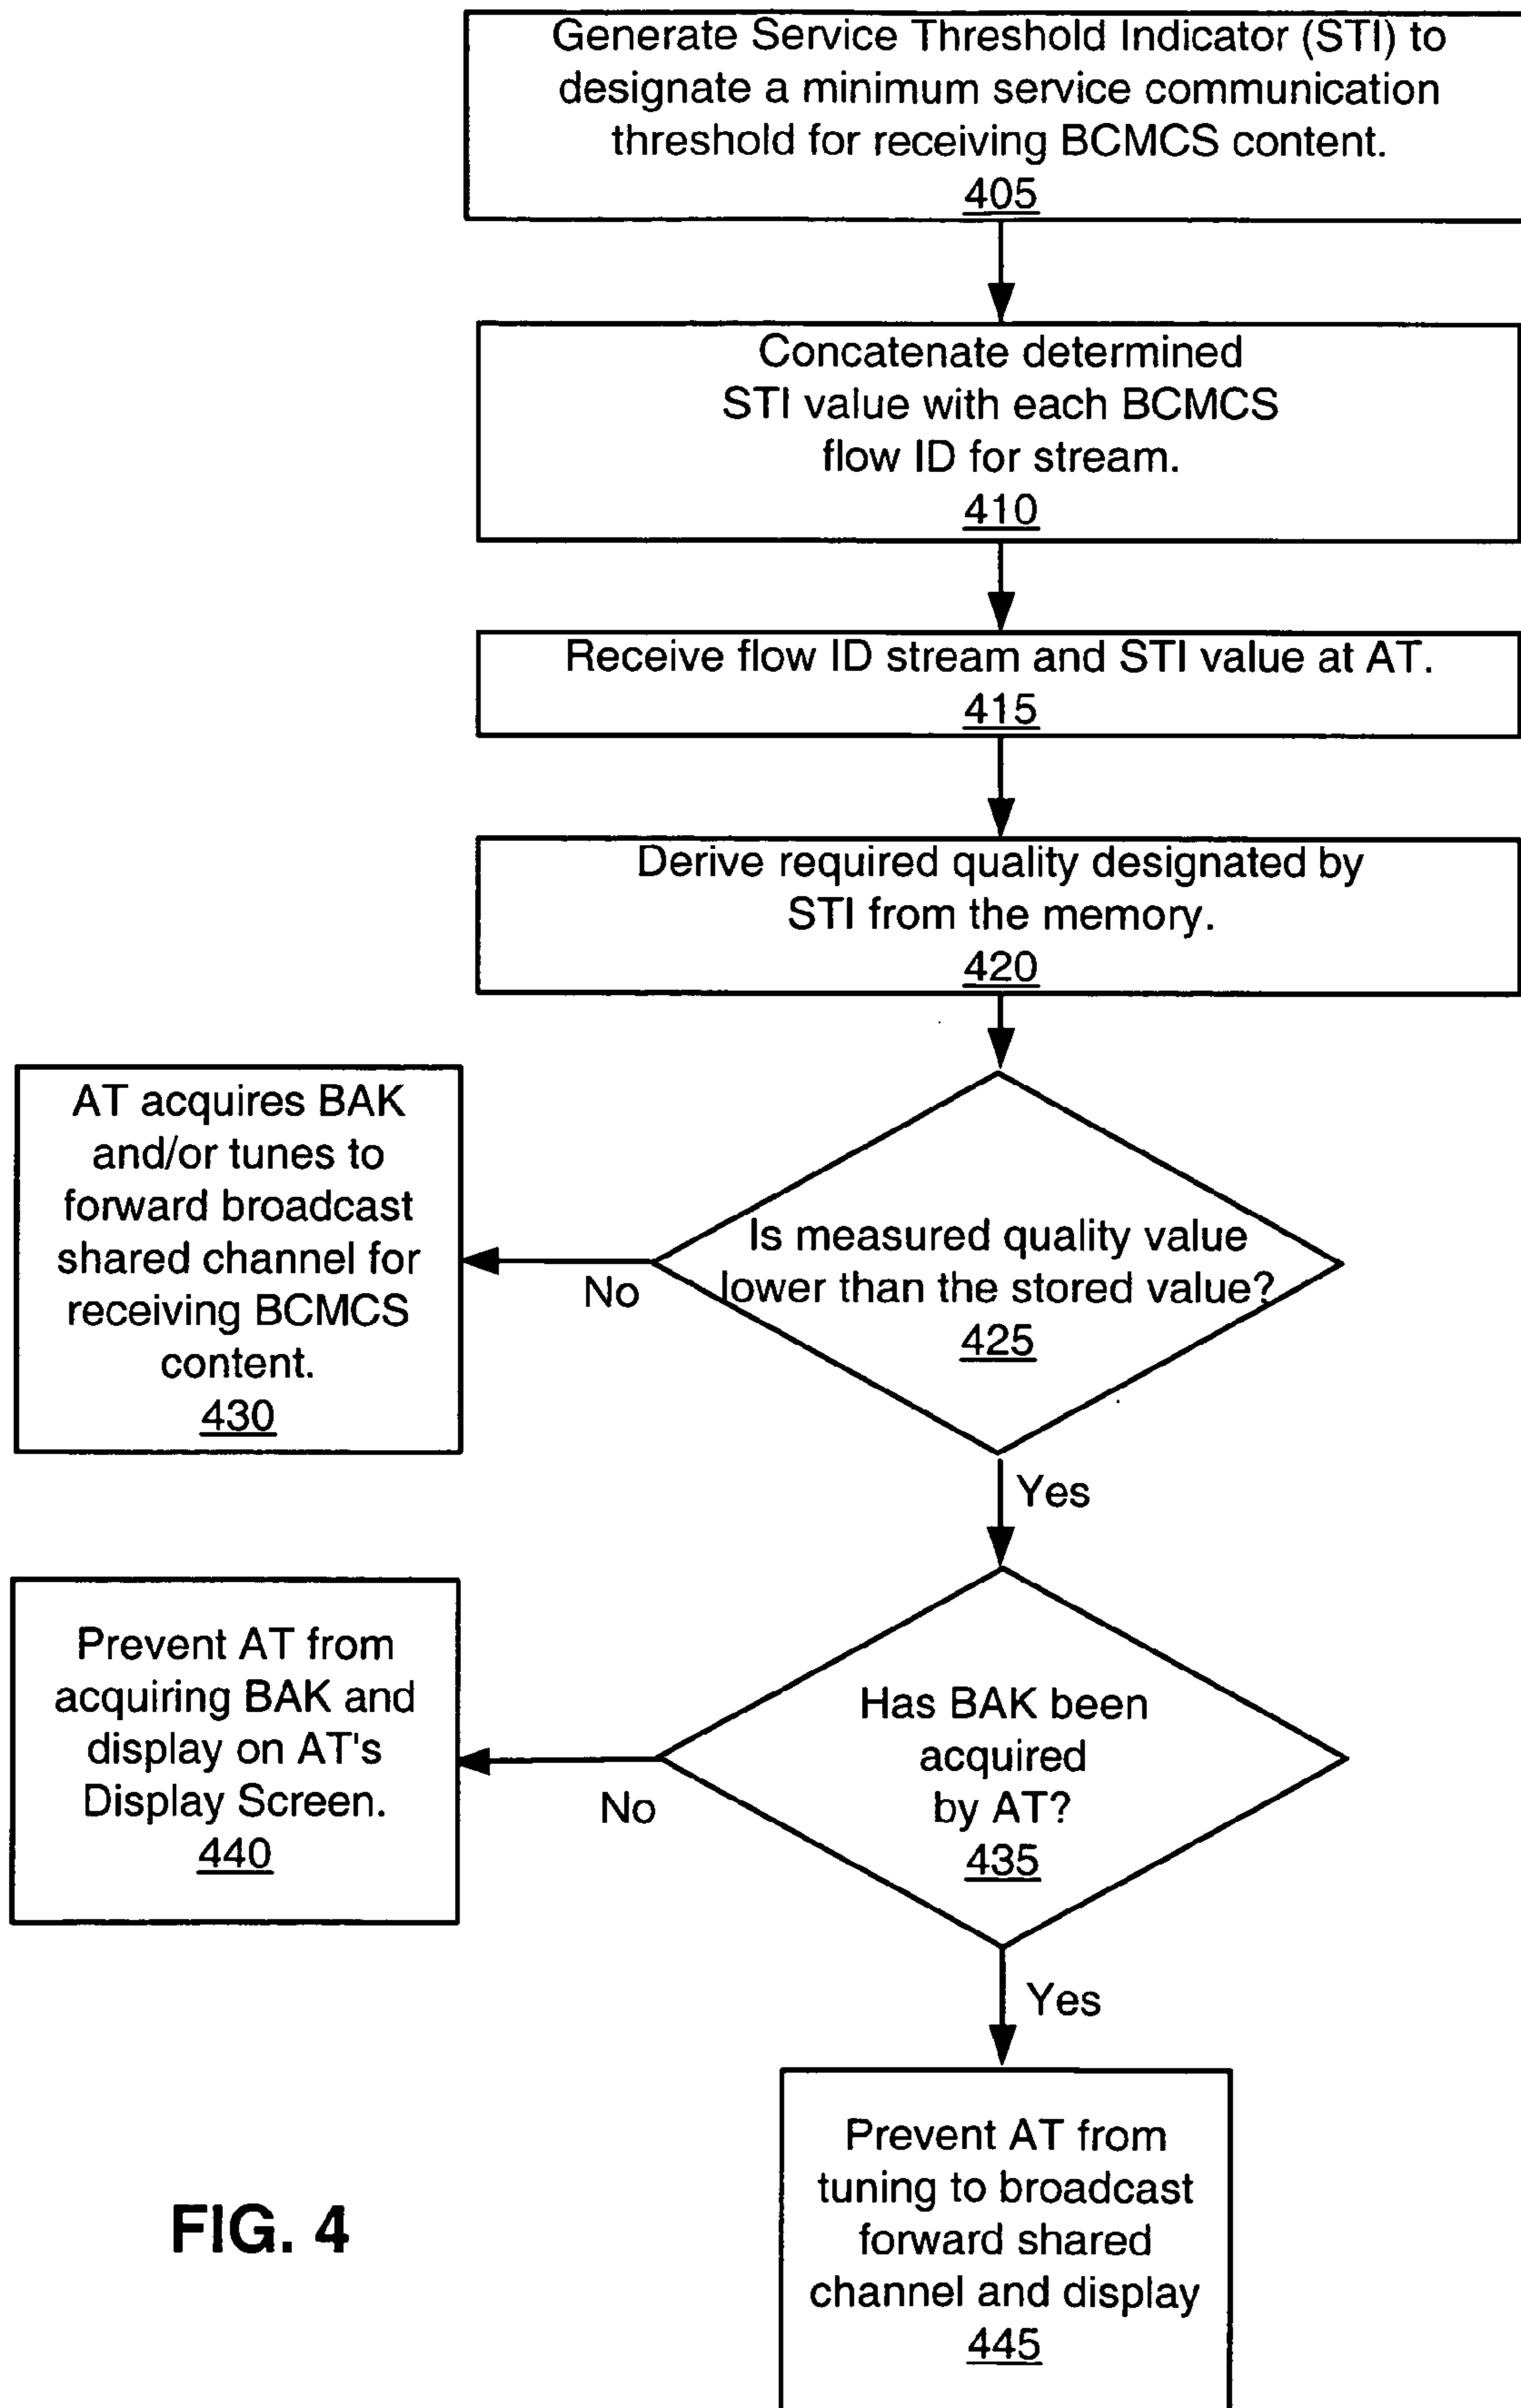 Generate Service Threshold Indicator (STI) to
designate a minimum service communication
threshold for receiving BCMCS content.
405
Concatenate determined
STI value with each BCMCS
flow ID for stream.
410
Receive flow ID stream and STI value at AT.
415
Derive required quality designated by
STI from the memory.
420
AT acquires BAK
and/or tunes to
forward broadcast
shared channel for
receiving BCMCS
content.
430
No
Is measured quality value
lower than the stored value?
425
Yes
Prevent AT from
acquiring BAK and
display on AT's
Display Screen.
440
No
Has BAK been
acquired
by AT?
435
Yes
Prevent AT from
tuning to broadcast
forward shared
channel and display
445
FIG. 4